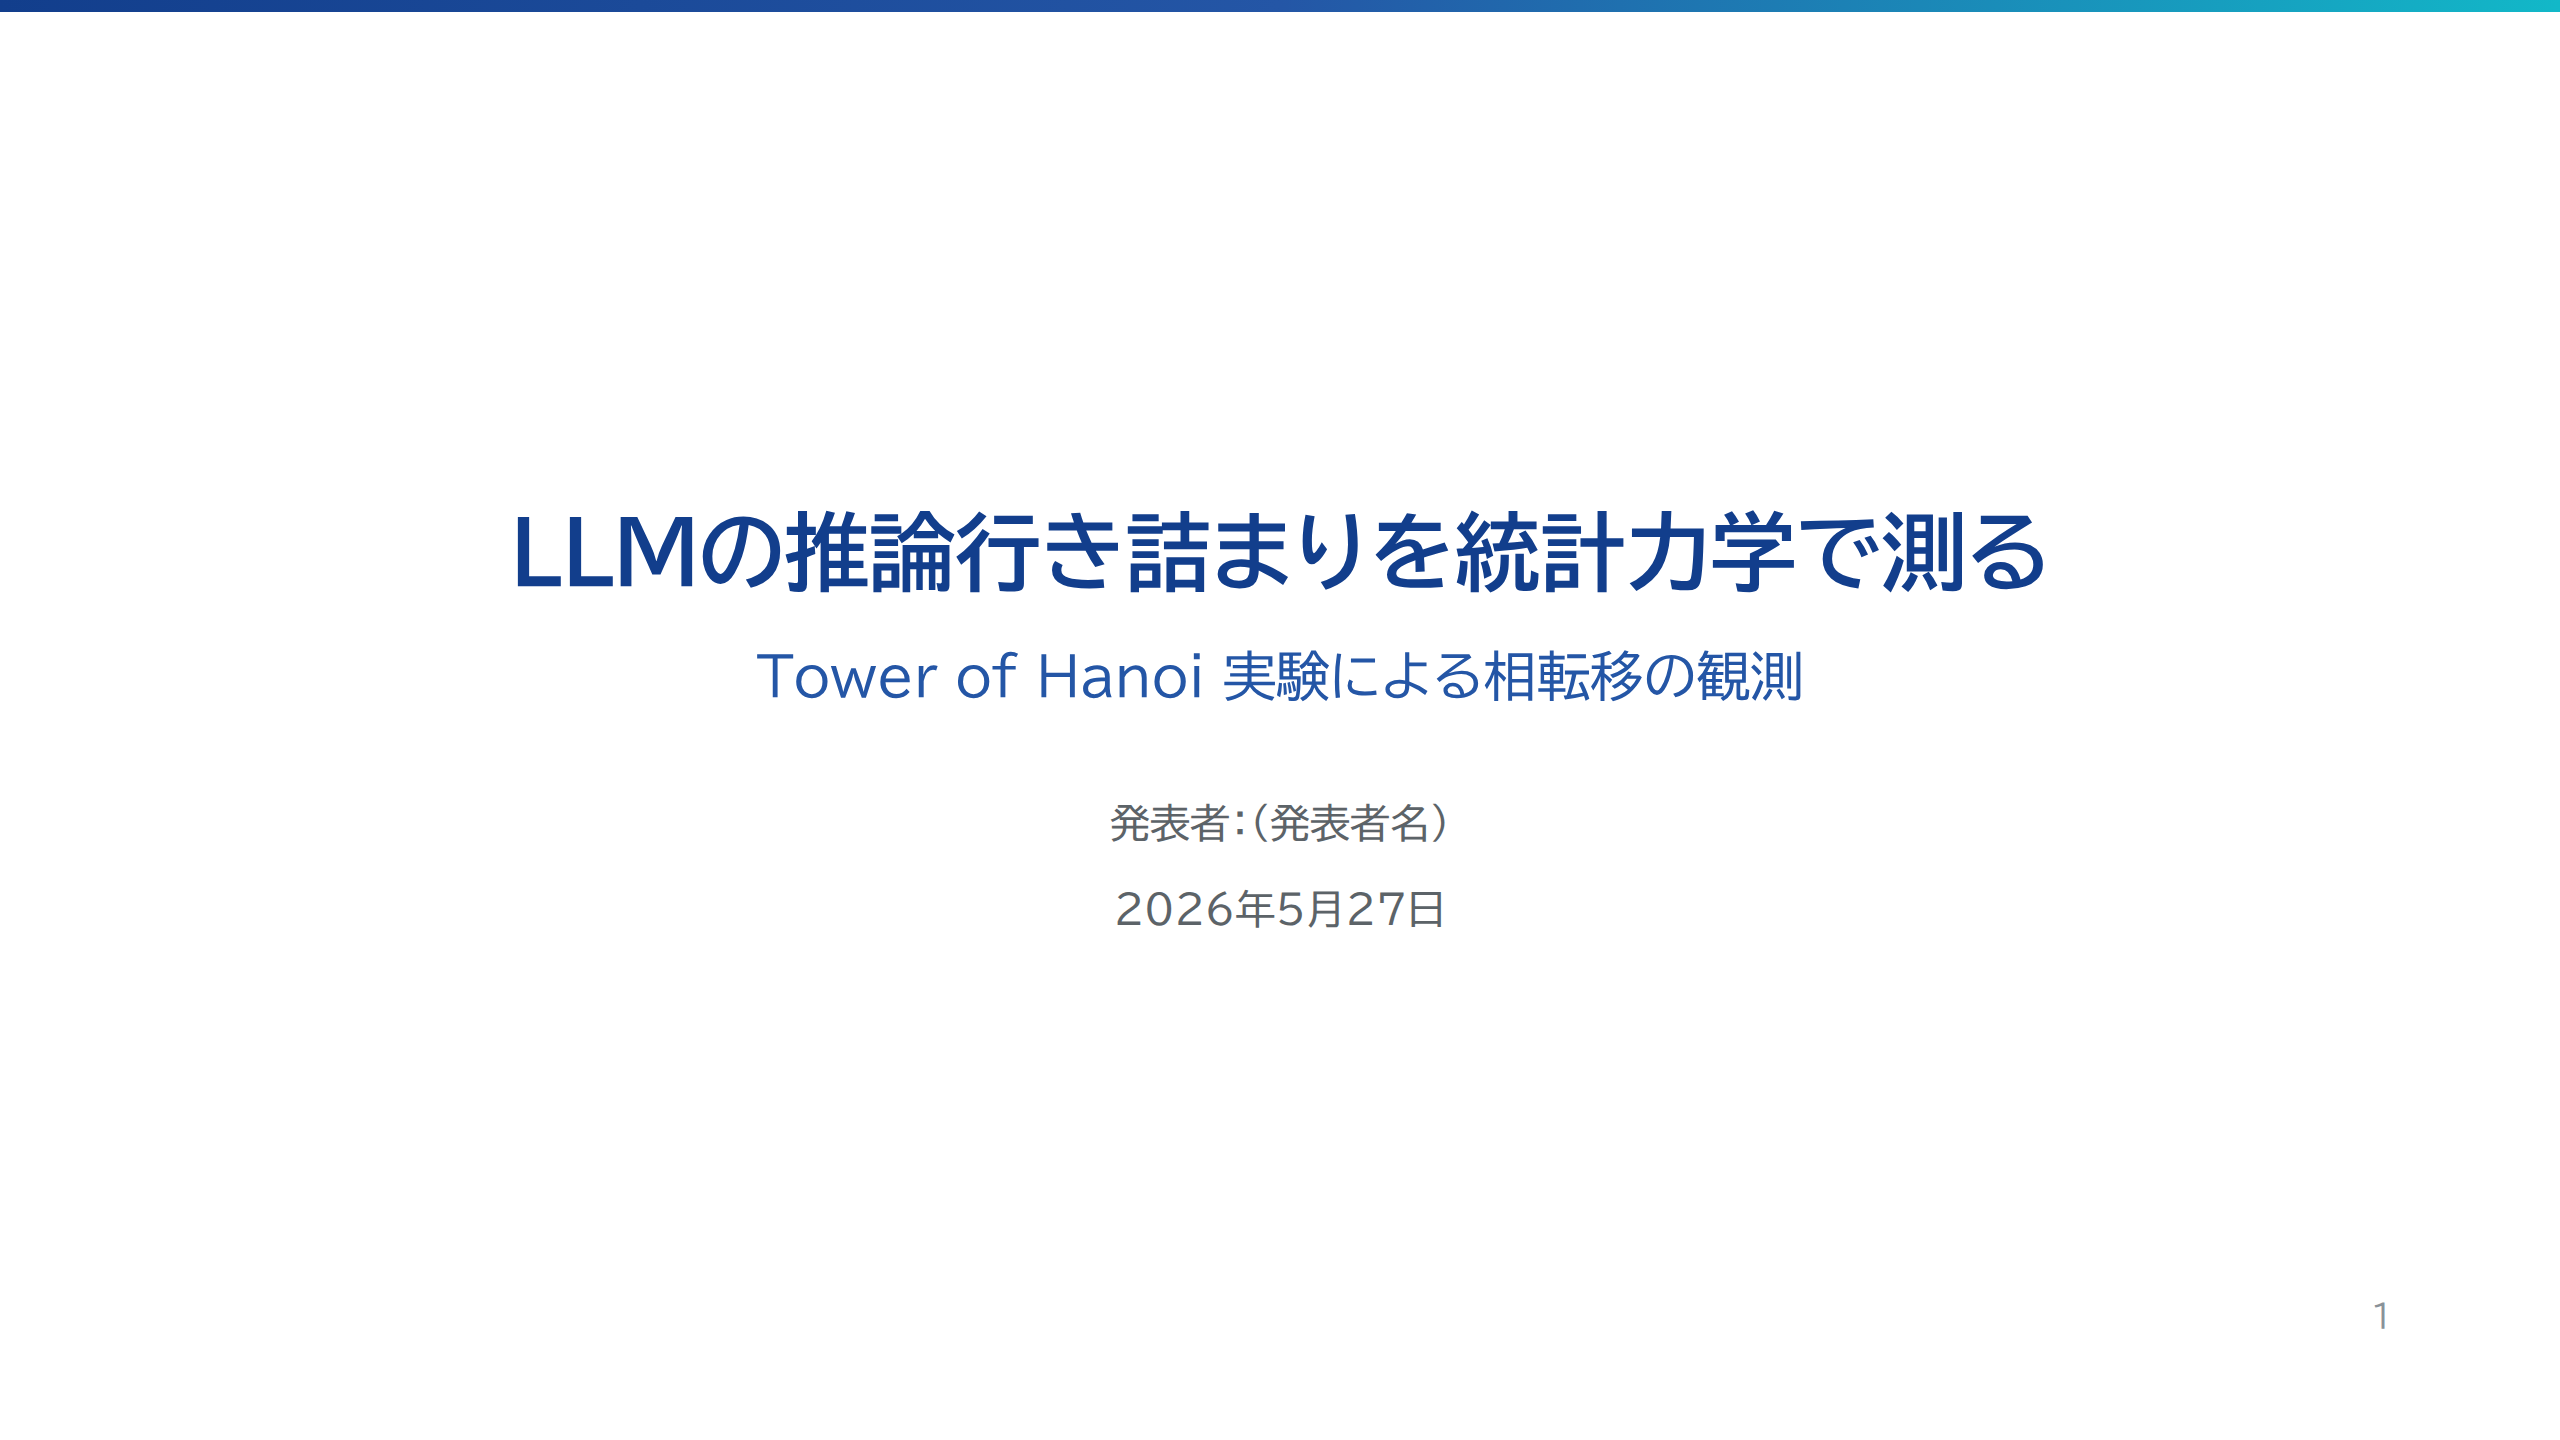 LLMの推論行き詰まりを統計力学で測る
Tower of Hanoi 実験による相転移の観測
発表者：（発表者名）
2026年5月27日
1